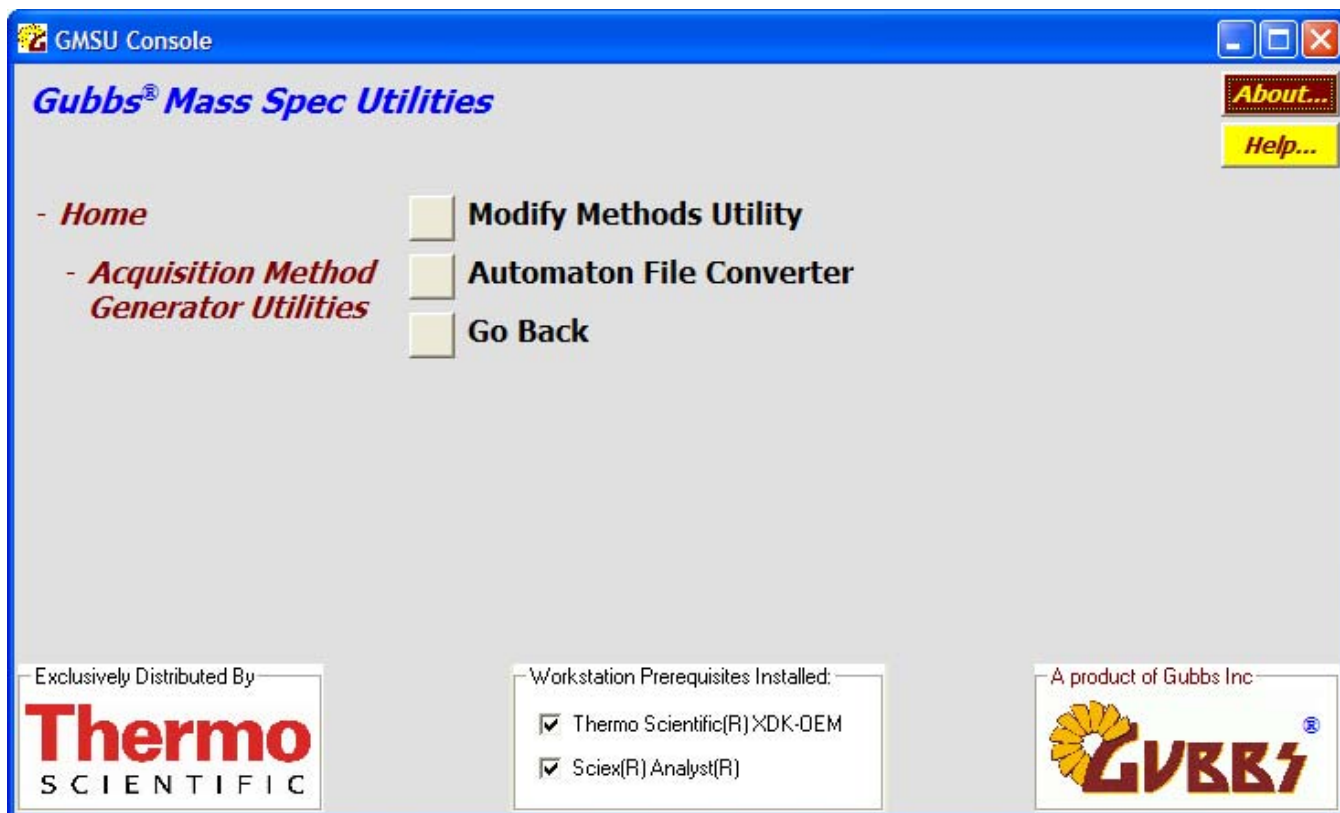 GMSU Console
Gubbs® Mass Spec Utilities
About...
Help...
- Home
- Acquisition Method
Generator Utilities
Modify Methods Utility
Automaton File Converter
Go Back
Exclusively Distributed By
Thermo
SCIENTIFIC
Workstation Prerequisites Installed:
Thermo Scientific(R) XDK-OEM
Sciex(R) Analyst(R)
A product of Gubbs Inc
GUBBS ®